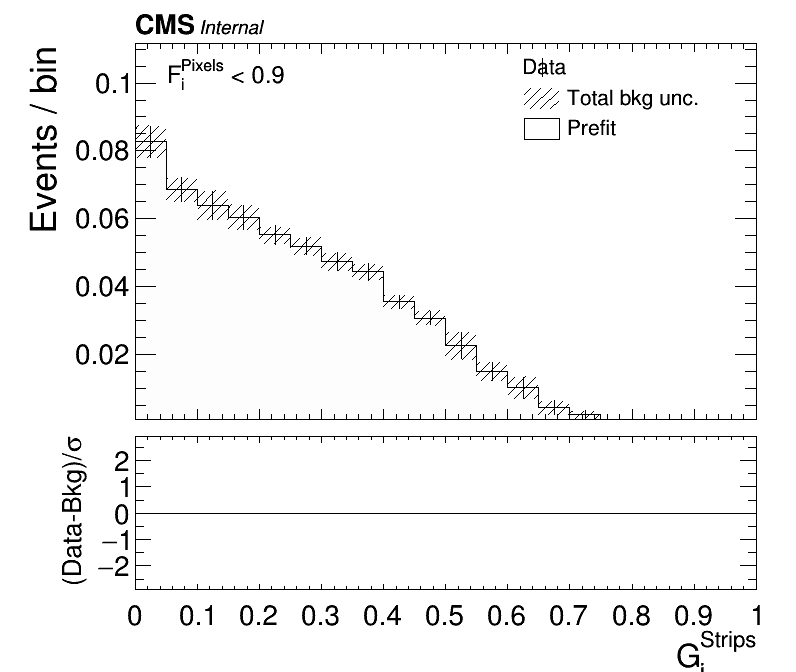 CMS Internal
F_i^Pixels < 0.9
Data
Total bkg unc.
Prefit
Events / bin
0.1
0.08
0.06
0.04
0.02
(Data-Bkg)/σ
2
1
0
−1
−2
0 0.1 0.2 0.3 0.4 0.5 0.6 0.7 0.8 0.9 1
G_i^Strips